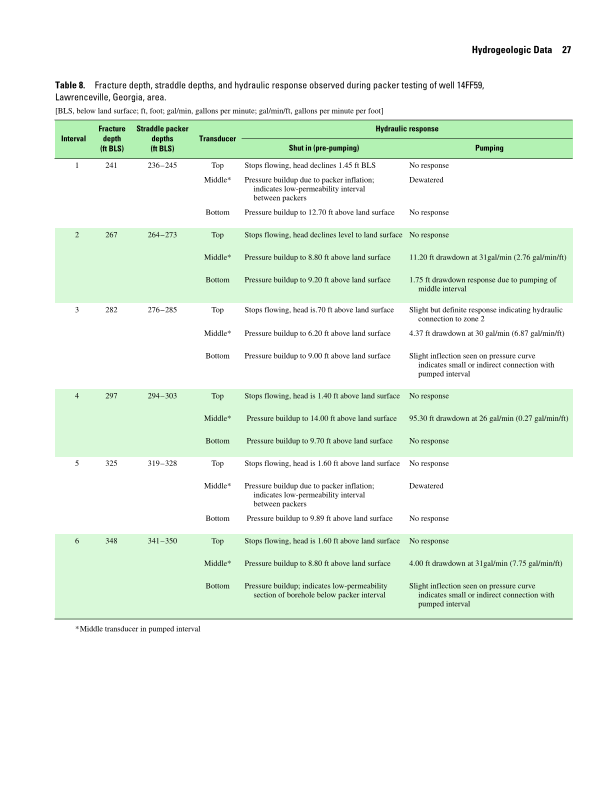 Hydrogeologic Data 27
Table 8. Fracture depth, straddle depths, and hydraulic response observed during packer testing of well 14FF59,
Lawrenceville, Georgia, area.
[BLS, below land surface; ft, foot; gal/min, gallons per minute; gal/min/ft, gallons per minute per foot]
Interval Fracture depth (ft BLS) Straddle packer depths (ft BLS) Transducer Hydraulic response
Shut in (pre-pumping) Pumping
1 241 236–245 Top Stops flowing, head declines 1.45 ft BLS No response
Middle* Pressure buildup due to packer inflation; Dewatered
indicates low-permeability interval
between packers
Bottom Pressure buildup to 12.70 ft above land surface No response
2 267 264–273 Top Stops flowing, head declines level to land surface No response
Middle* Pressure buildup to 8.80 ft above land surface 11.20 ft drawdown at 31gal/min (2.76 gal/min/ft)
Bottom Pressure buildup to 9.20 ft above land surface 1.75 ft drawdown response due to pumping of
middle interval
3 282 276–285 Top Stops flowing, head is.70 ft above land surface Slight but definite response indicating hydraulic
connection to zone 2
Middle* Pressure buildup to 6.20 ft above land surface 4.37 ft drawdown at 30 gal/min (6.87 gal/min/ft)
Bottom Pressure buildup to 9.00 ft above land surface Slight inflection seen on pressure curve
indicates small or indirect connection with
pumped interval
4 297 294–303 Top Stops flowing, head is 1.40 ft above land surface No response
Middle* Pressure buildup to 14.00 ft above land surface 95.30 ft drawdown at 26 gal/min (0.27 gal/min/ft)
Bottom Pressure buildup to 9.70 ft above land surface No response
5 325 319–328 Top Stops flowing, head is 1.60 ft above land surface No response
Middle* Pressure buildup due to packer inflation; Dewatered
indicates low-permeability interval
between packers
Bottom Pressure buildup to 9.89 ft above land surface No response
6 348 341–350 Top Stops flowing, head is 1.60 ft above land surface No response
Middle* Pressure buildup to 8.80 ft above land surface 4.00 ft drawdown at 31gal/min (7.75 gal/min/ft)
Bottom Pressure buildup; indicates low-permeability Slight inflection seen on pressure curve
section of borehole below packer interval indicates small or indirect connection with
pumped interval
*Middle transducer in pumped interval